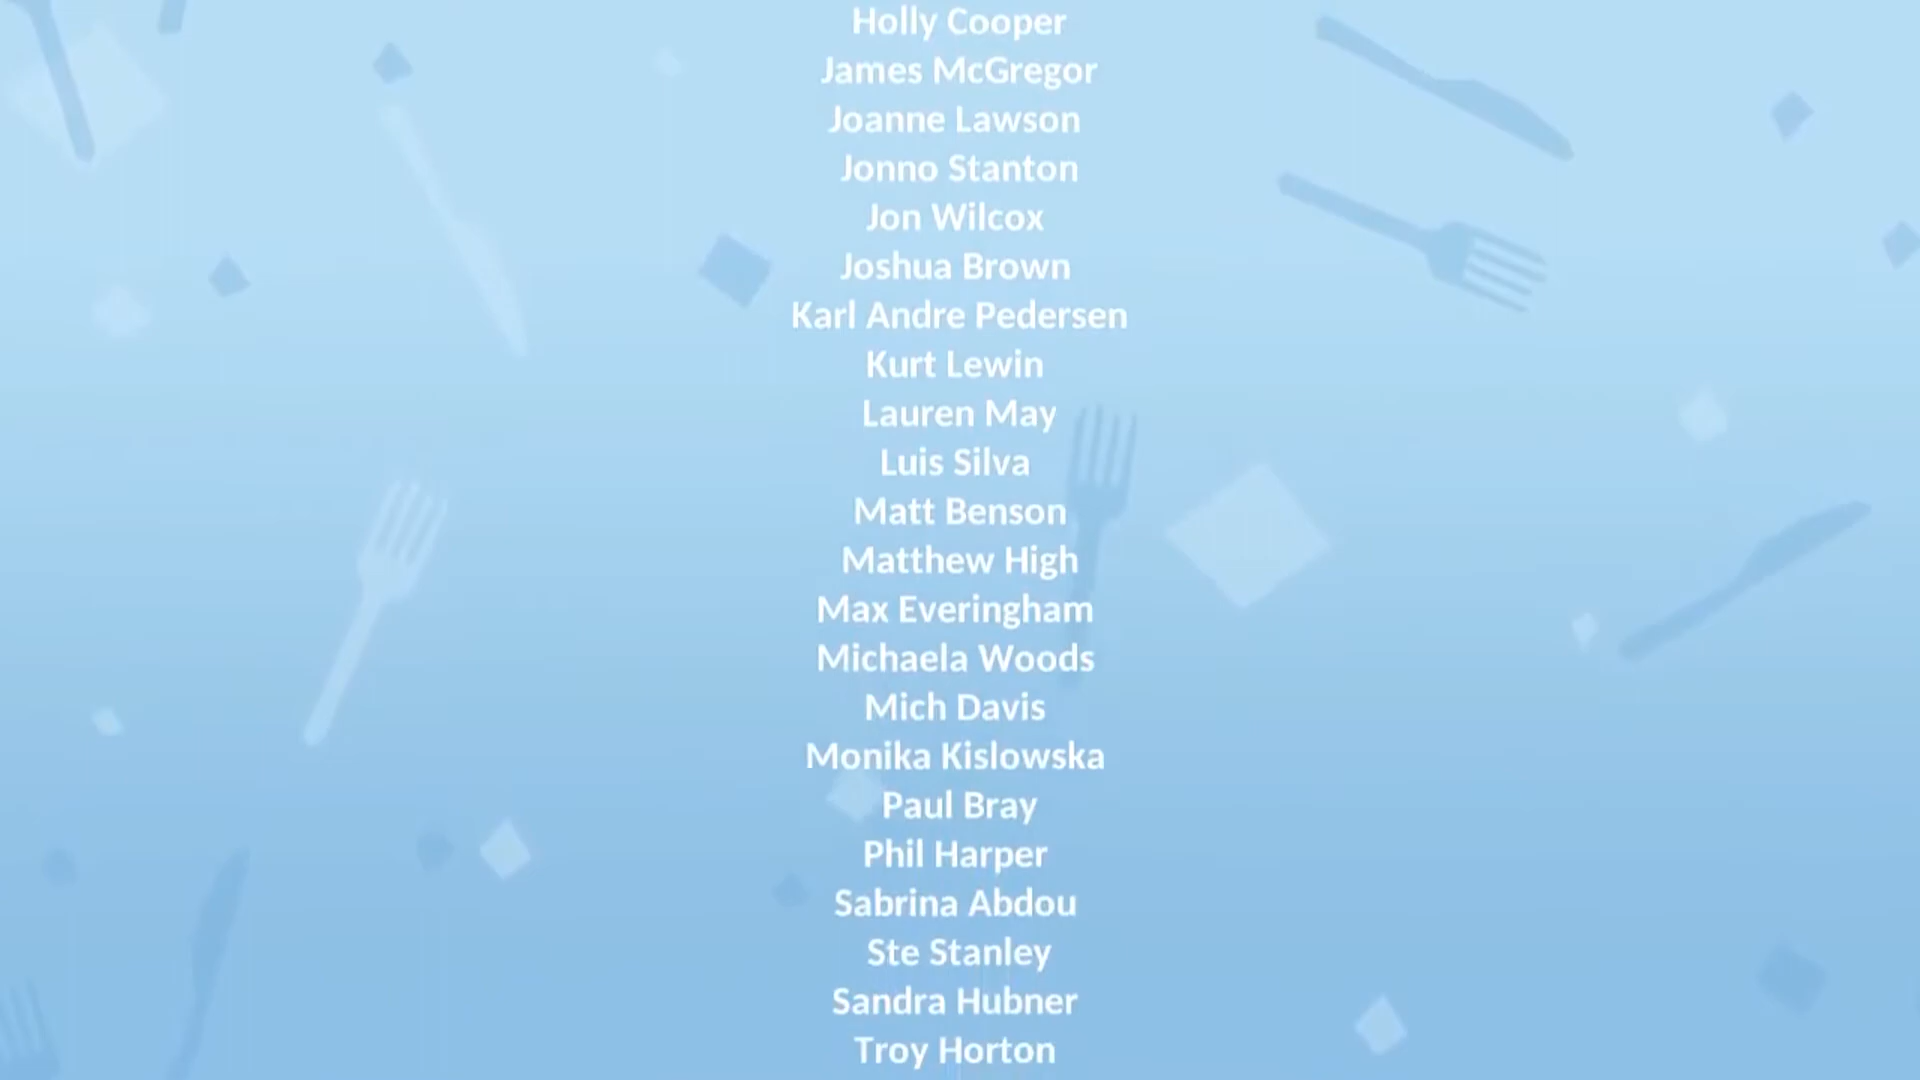 Holly Cooper
James McGregor
Joanne Lawson
Jonno Stanton
Jon Wilcox
Joshua Brown
Karl Andre Pedersen
Kurt Lewin
Lauren May
Luis Silva
Matt Benson
Matthew High
Max Everingham
Michaela Woods
Mich Davis
Monika Kislowska
Paul Bray
Phil Harper
Sabrina Abdou
Ste Stanley
Sandra Hubner
Troy Horton